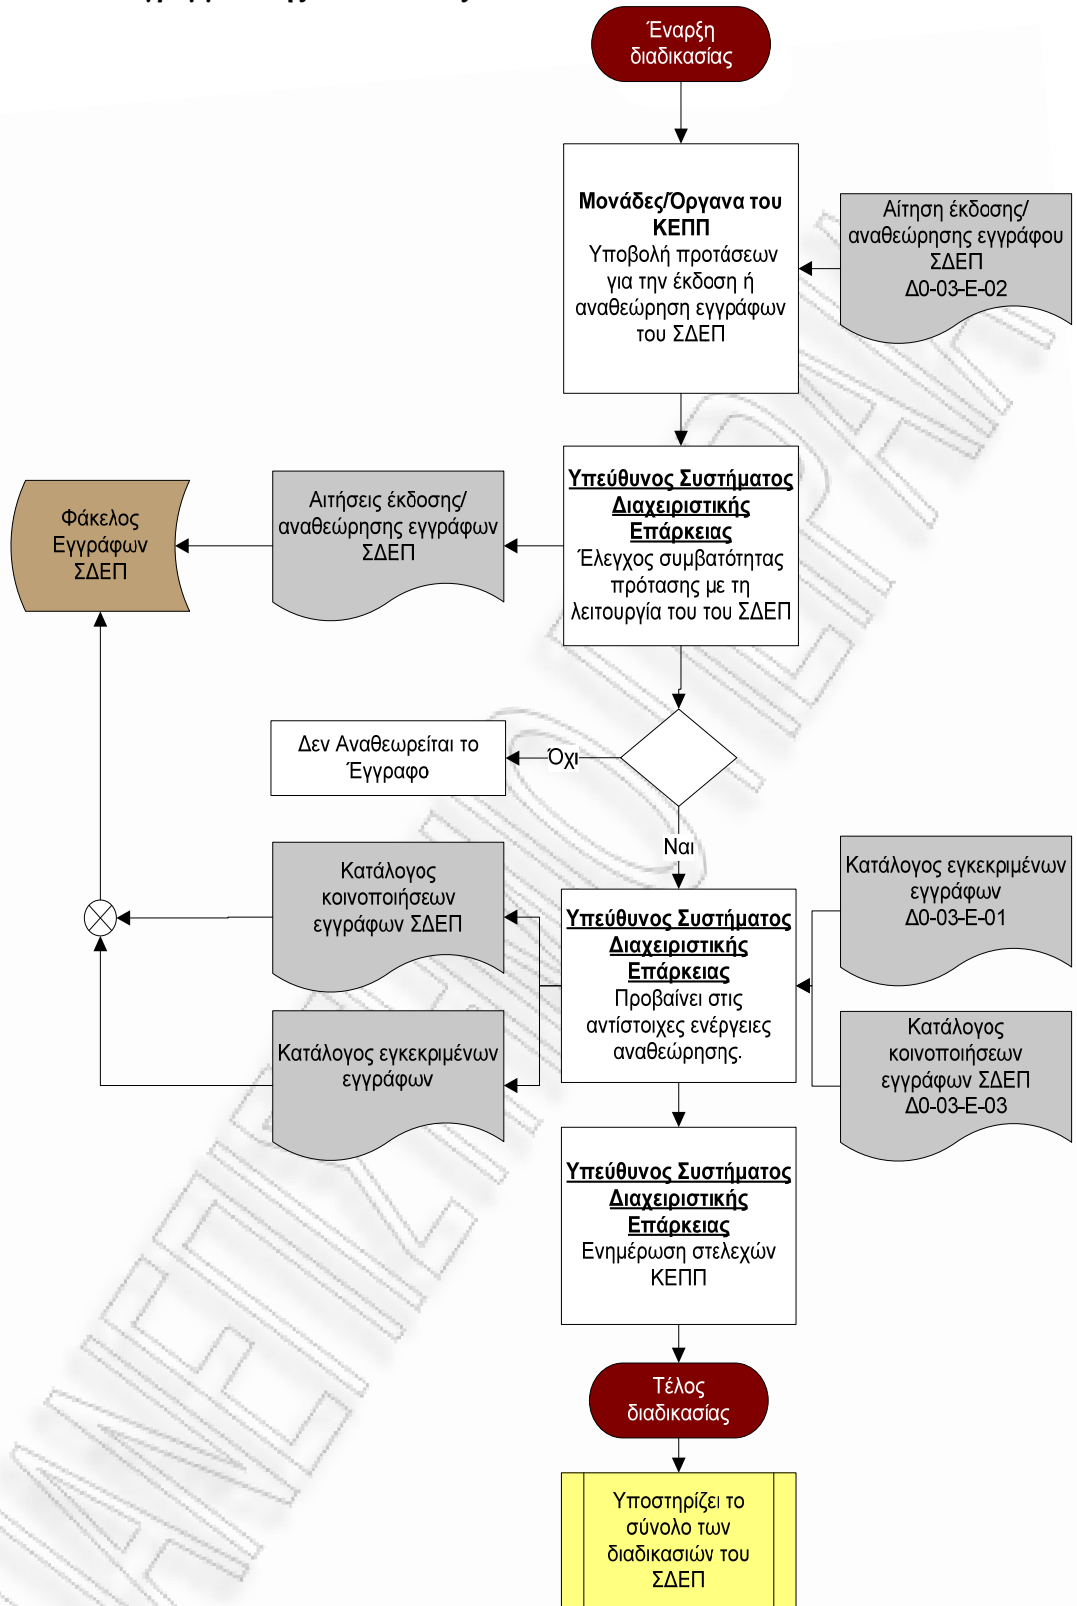 Έναρξη
διαδικασίας
Μονάδες/Όργανα του
ΚΕΠΠ
Υποβολή προτάσεων
για την έκδοση ή
αναθεώρηση εγγράφων
του ΣΔΕΠ
Αίτηση έκδοσης/
αναθεώρησης εγγράφου
ΣΔΕΠ
Δ0-03-Ε-02
Υπεύθυνος Συστήματος
Διαχειριστικής
Επάρκειας
Έλεγχος συμβατότητας
πρότασης με τη
λειτουργία του του ΣΔΕΠ
Αιτήσεις έκδοσης/
αναθεώρησης εγγράφων
ΣΔΕΠ
Φάκελος
Εγγράφων
ΣΔΕΠ
Δεν Αναθεωρείται το
Έγγραφο
Όχι
Ναι
Κατάλογος
κοινοποιήσεων
εγγράφων ΣΔΕΠ
Υπεύθυνος Συστήματος
Διαχειριστικής
Επάρκειας
Προβαίνει στις
αντίστοιχες ενέργειες
αναθεώρησης.
Κατάλογος εγκεκριμένων
εγγράφων
Δ0-03-Ε-01
Κατάλογος εγκεκριμένων
εγγράφων
Κατάλογος
κοινοποιήσεων
εγγράφων ΣΔΕΠ
Δ0-03-Ε-03
Υπεύθυνος Συστήματος
Διαχειριστικής
Επάρκειας
Ενημέρωση στελεχών
ΚΕΠΠ
Τέλος
διαδικασίας
Υποστηρίζει το
σύνολο των
διαδικασιών του
ΣΔΕΠ